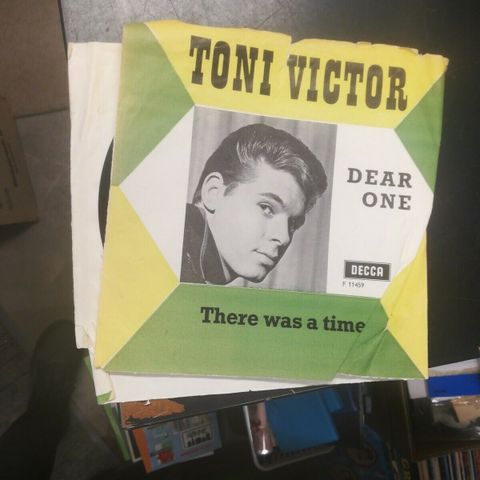 TONI VICTOR
DEAR
ONE
DECCA
F 11459
There was a time